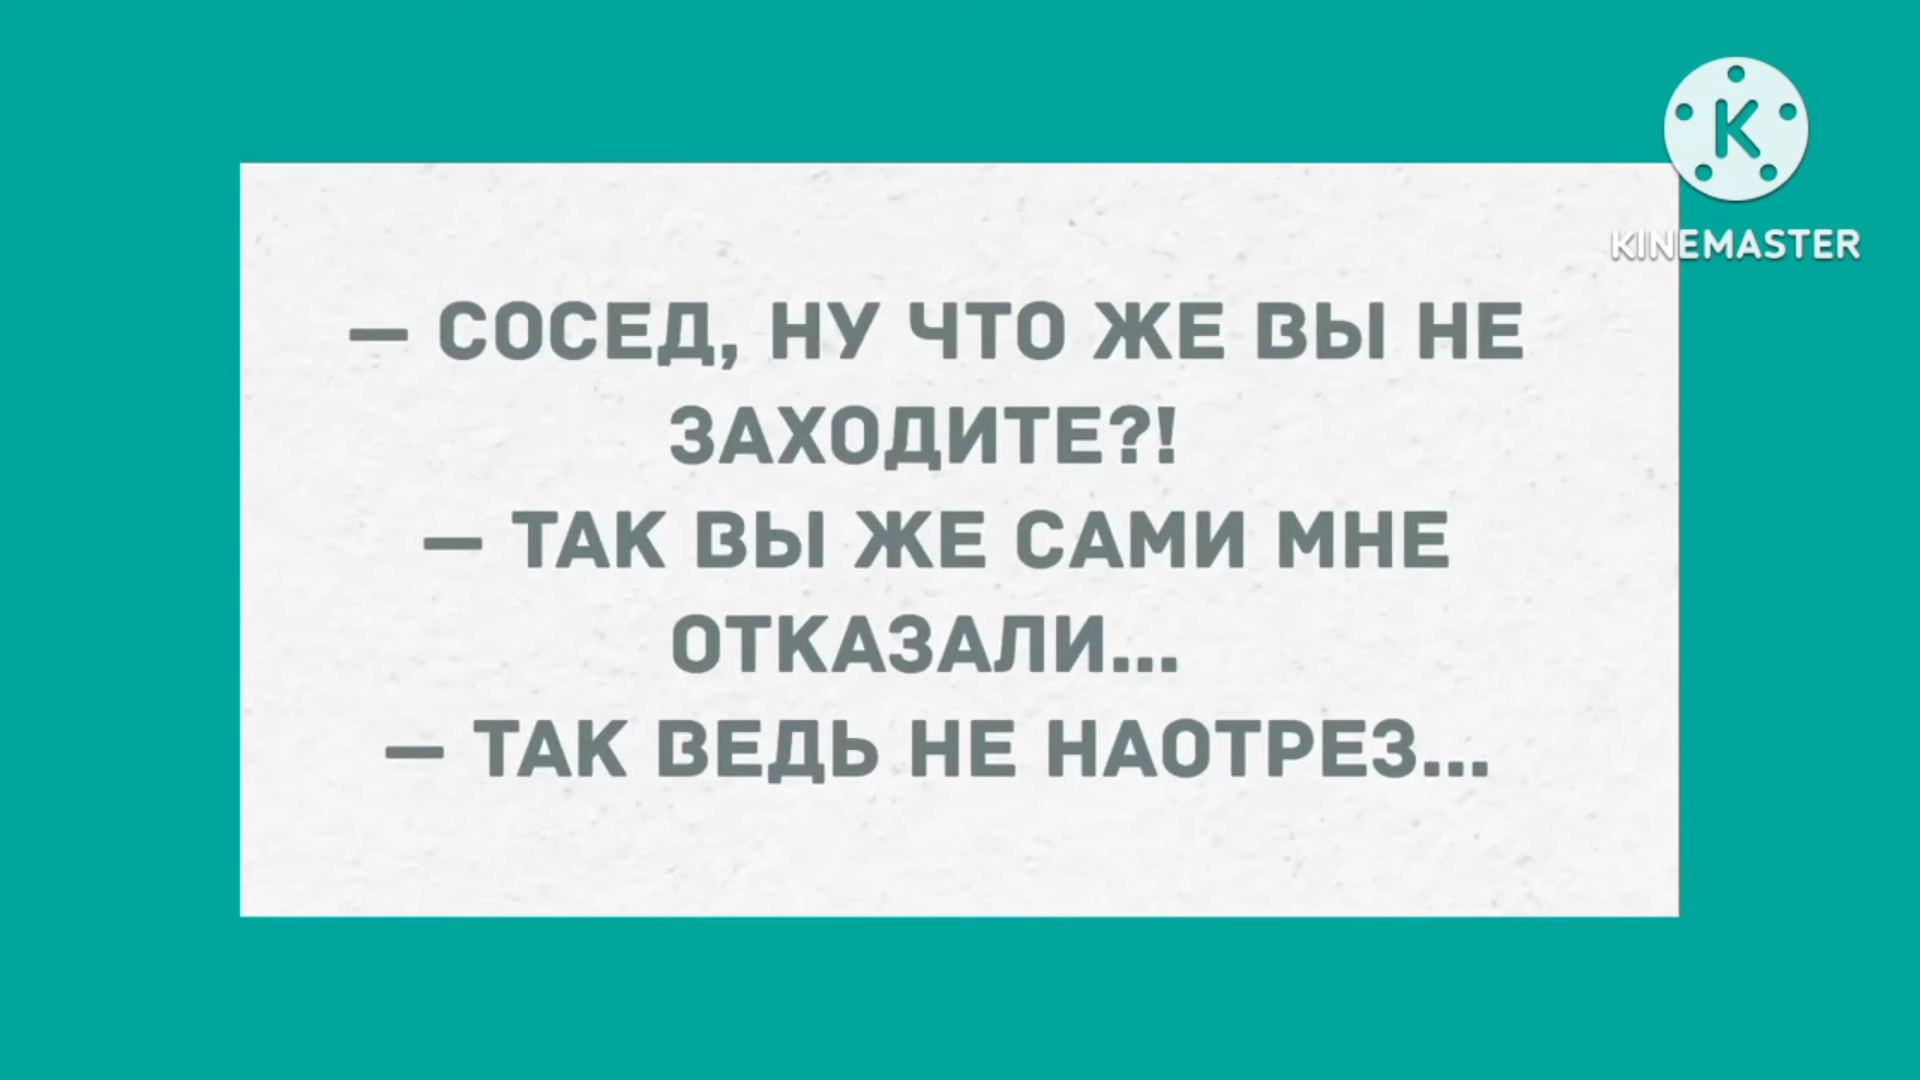 — СОСЕД, НУ ЧТО ЖЕ ВЫ НЕ
ЗАХОДИТЕ?!
— ТАК ВЫ ЖЕ САМИ МНЕ
ОТКАЗАЛИ...
— ТАК ВЕДЬ НЕ НАОТРЕЗ...
K
KINEMASTER